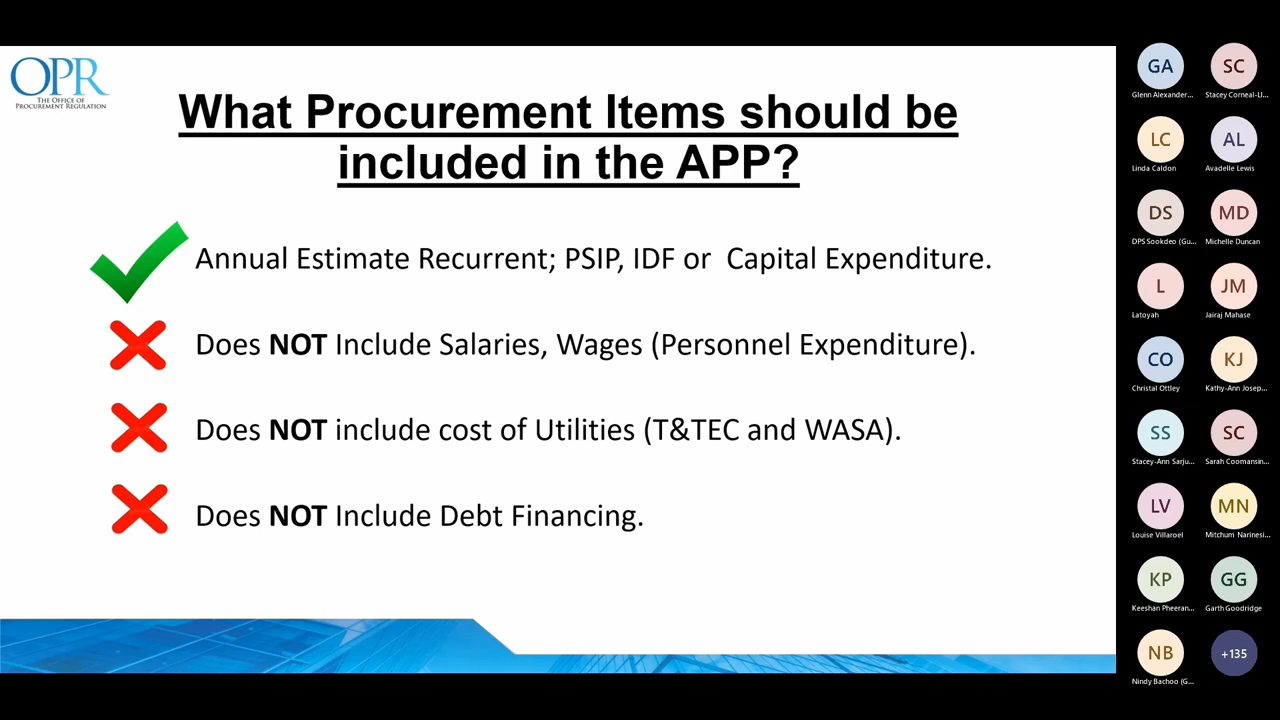 OPR
THE OFFICE OF
PROCUREMENT REGULATION
What Procurement Items should be
included in the APP?
Annual Estimate Recurrent; PSIP, IDF or Capital Expenditure.
Does NOT Include Salaries, Wages (Personnel Expenditure).
Does NOT include cost of Utilities (T&TEC and WASA).
Does NOT Include Debt Financing.
GA SC
Glenn Alexander... Stacey Corneal-Ll...
LC AL
Linda Caldon Avadelle Lewis
DS MD
DPS Sookdeo (Gu... Michelle Duncan
L JM
Latoyah Jairaj Mahase
CO KJ
Christal Ottley Kathy-Ann Josep...
SS SC
Stacey-Ann Sarju... Sarah Coomansin...
LV MN
Louise Villaroel Mitchum Narinesi...
KP GG
Keeshan Pheeran... Garth Goodridge
NB +135
Nindy Bachoo (G...